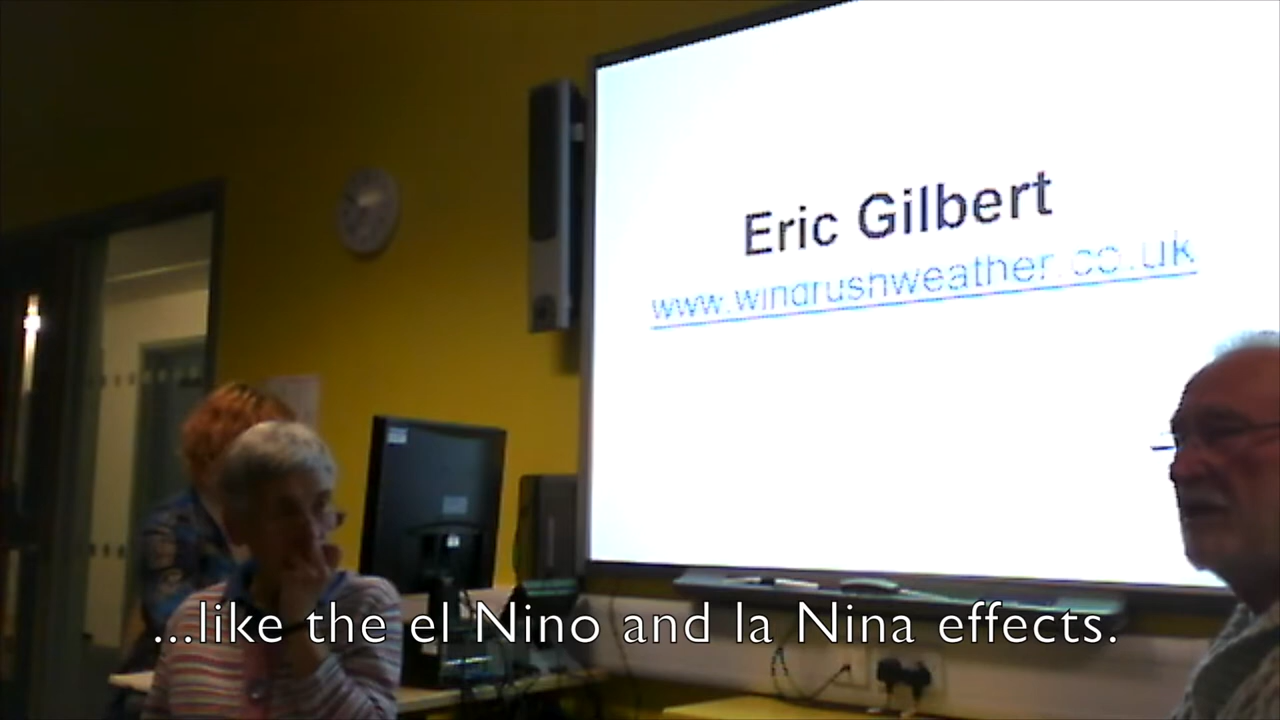 Eric Gilbert
www.windrushweather.co.uk
...like the el Nino and la Nina effects.